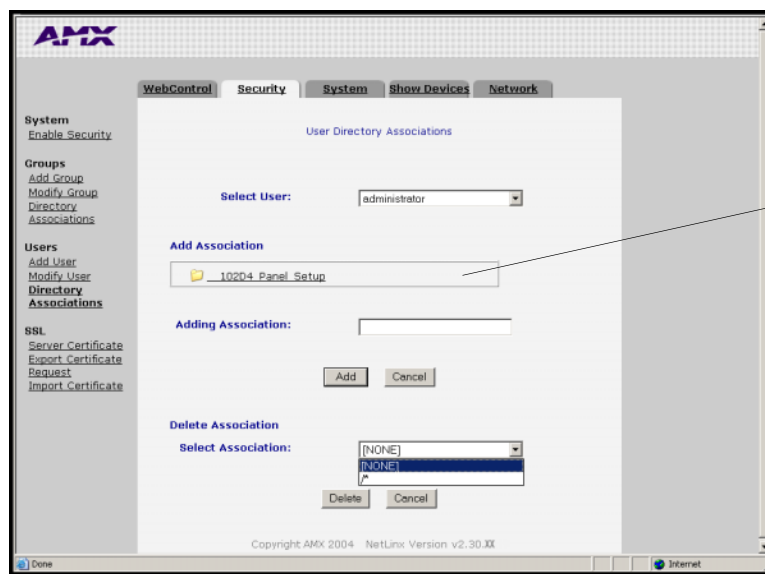 AMX
WebControl Security System Show Devices Network
System
Enable Security
Groups
Add Group
Modify Group
Directory
Associations
Users
Add User
Modify User
Directory
Associations
SSL
Server Certificate
Export Certificate
Request
Import Certificate
User Directory Associations
Select User: administrator
Add Association
102D4 Panel Setup
Adding Association:
Add Cancel
Delete Association
Select Association: [NONE]
[NONE]
/*
Delete Cancel
Copyright AMX 2004 NetLinx Version v2.30.XX
Done Internet